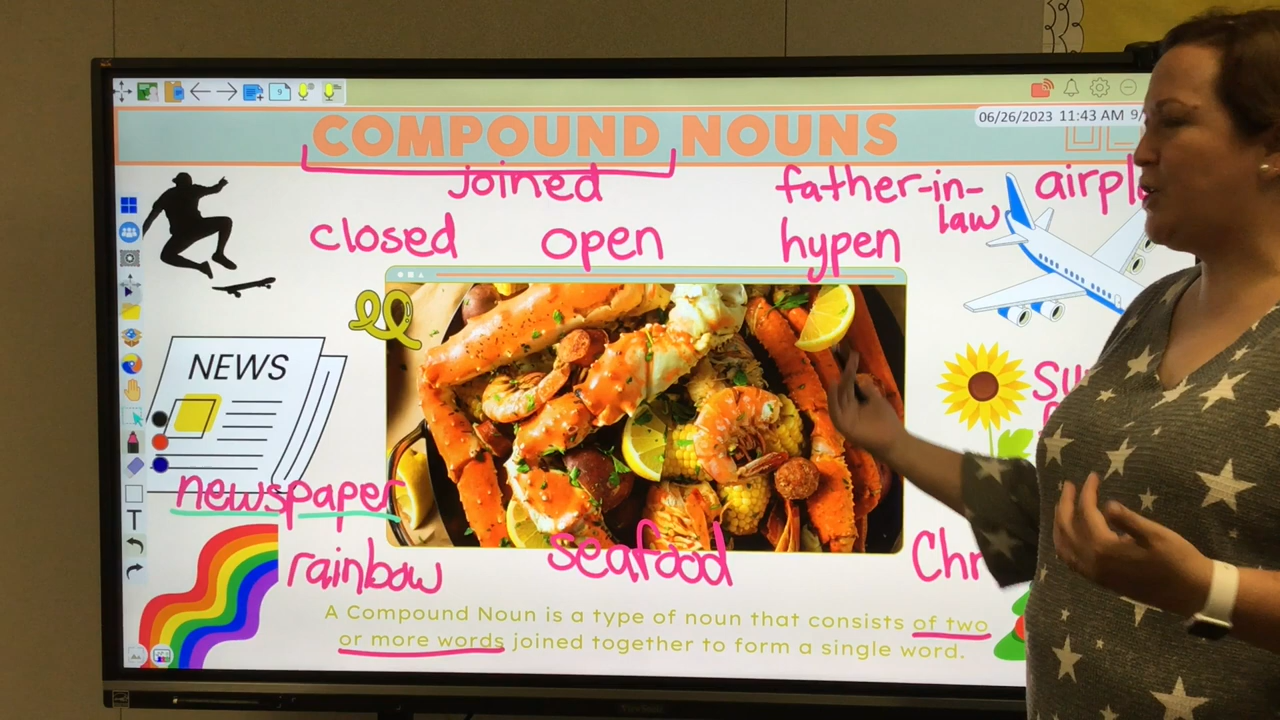 9
COMPOUND NOUNS
06/26/2023 11:43 AM 9/
joined
father-in-
law
airpl
closed
open
hypen
NEWS
newspaper
T
rainbow
seafood
Chr
A Compound Noun is a type of noun that consists of two
or more words joined together to form a single word.